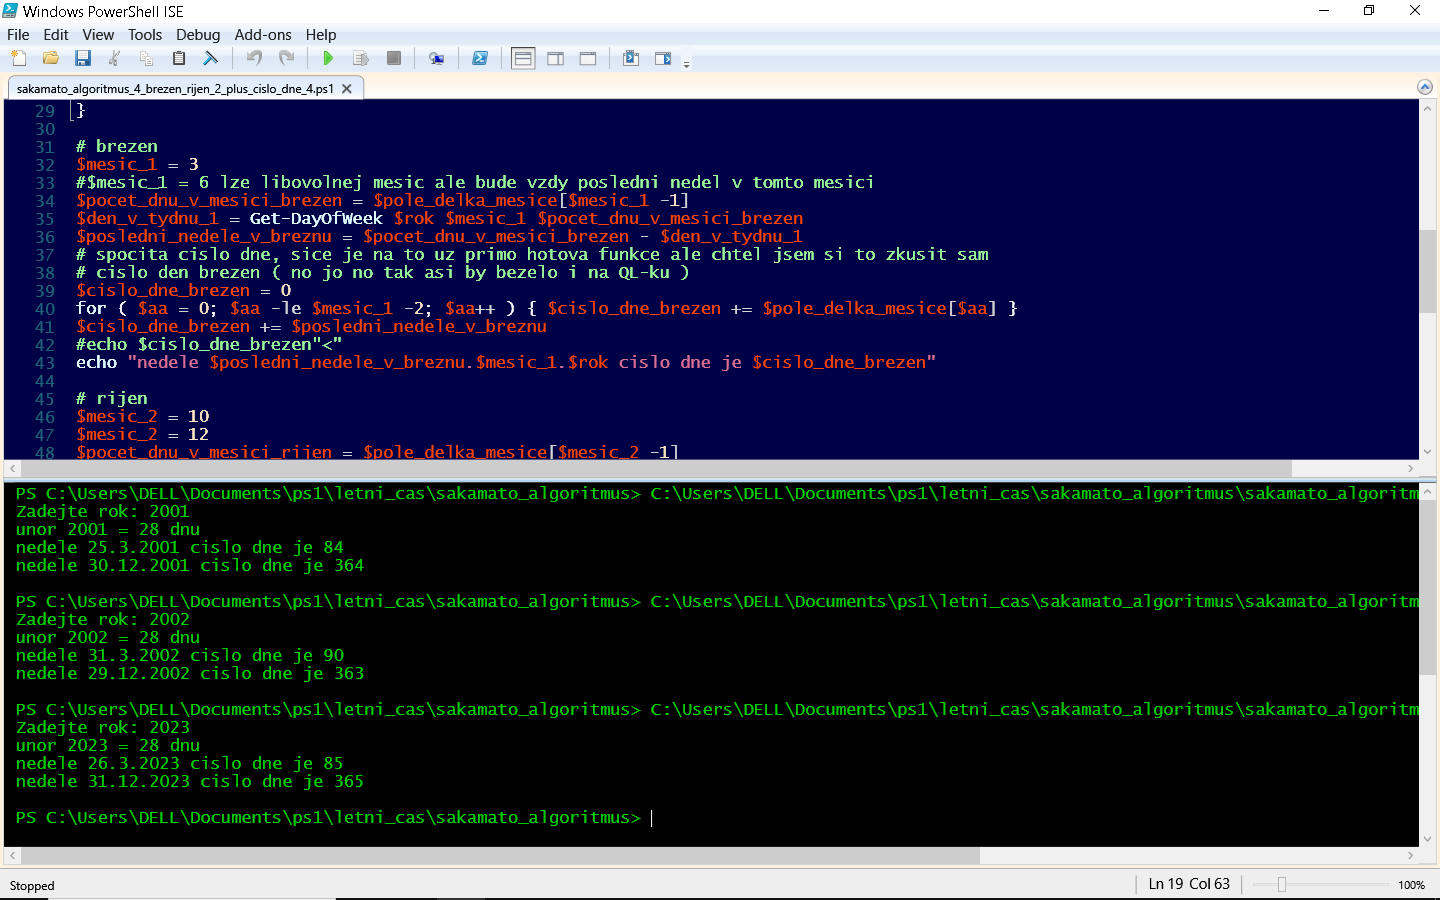 Windows PowerShell ISE
File Edit View Tools Debug Add-ons Help
sakamato_algoritmus_4_brezen_rijen_2_plus_cislo_dne_4.ps1
29 }
30
31 # brezen
32 $mesic_1 = 3
33 #$mesic_1 = 6 lze libovolnej mesic ale bude vzdy posledni nedel v tomto mesici
34 $pocet_dnu_v_mesici_brezen = $pole_delka_mesice[$mesic_1 -1]
35 $den_v_tydnu_1 = Get-DayOfWeek $rok $mesic_1 $pocet_dnu_v_mesici_brezen
36 $posledni_nedele_v_breznu = $pocet_dnu_v_mesici_brezen - $den_v_tydnu_1
37 # spocita cislo dne, sice je na to uz primo hotova funkce ale chtel jsem si to zkusit sam
38 # cislo den brezen ( no jo no tak asi by bezelo i na QL-ku )
39 $cislo_dne_brezen = 0
40 for ( $aa = 0; $aa -le $mesic_1 -2; $aa++ ) { $cislo_dne_brezen += $pole_delka_mesice[$aa] }
41 $cislo_dne_brezen += $posledni_nedele_v_breznu
42 #echo $cislo_dne_brezen"<"
43 echo "nedele $posledni_nedele_v_breznu.$mesic_1.$rok cislo dne je $cislo_dne_brezen"
44
45 # rijen
46 $mesic_2 = 10
47 $mesic_2 = 12
48 $pocet_dnu_v_mesici_rijen = $pole_delka_mesice[$mesic_2 -1]
PS C:\Users\DELL\Documents\ps1\letni_cas\sakamato_algoritmus> C:\Users\DELL\Documents\ps1\letni_cas\sakamato_algoritmus\sakamato_algoritm
Zadejte rok: 2001
unor 2001 = 28 dnu
nedele 25.3.2001 cislo dne je 84
nedele 30.12.2001 cislo dne je 364
PS C:\Users\DELL\Documents\ps1\letni_cas\sakamato_algoritmus> C:\Users\DELL\Documents\ps1\letni_cas\sakamato_algoritmus\sakamato_algoritm
Zadejte rok: 2002
unor 2002 = 28 dnu
nedele 31.3.2002 cislo dne je 90
nedele 29.12.2002 cislo dne je 363
PS C:\Users\DELL\Documents\ps1\letni_cas\sakamato_algoritmus> C:\Users\DELL\Documents\ps1\letni_cas\sakamato_algoritmus\sakamato_algoritm
Zadejte rok: 2023
unor 2023 = 28 dnu
nedele 26.3.2023 cislo dne je 85
nedele 31.12.2023 cislo dne je 365
PS C:\Users\DELL\Documents\ps1\letni_cas\sakamato_algoritmus>
Stopped Ln 19 Col 63 100%